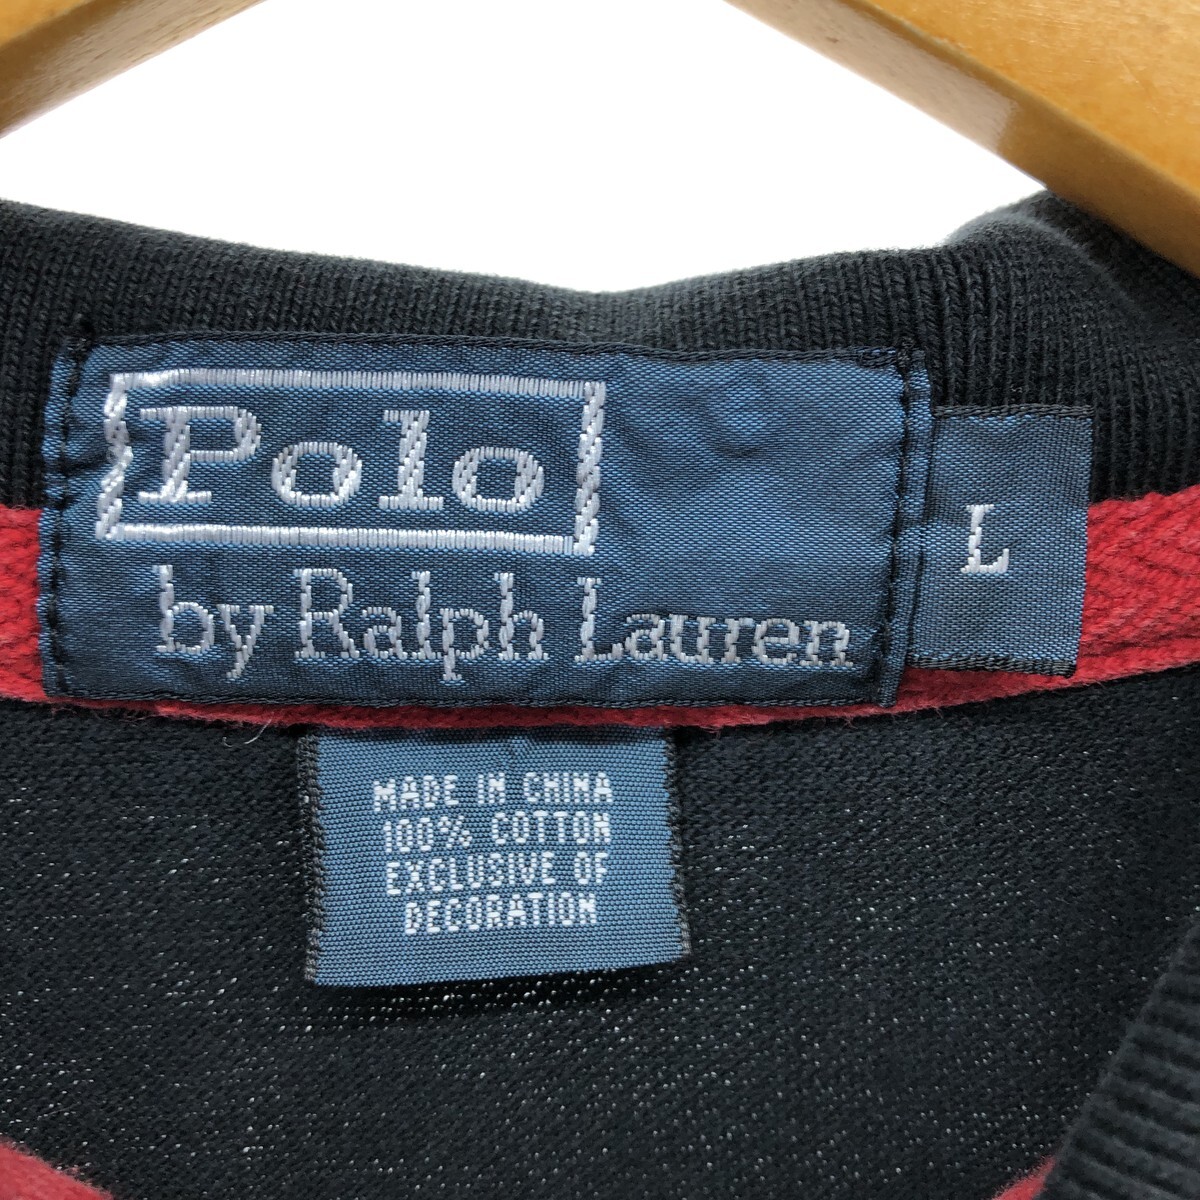 Polo
by Ralph Lauren
L
MADE IN CHINA
100% COTTON
EXCLUSIVE OF
DECORATION